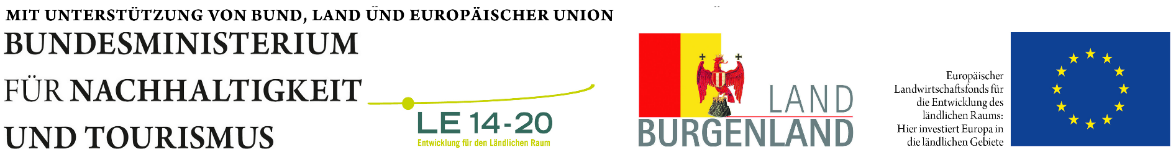 MIT UNTERSTÜTZUNG VON BUND, LAND ÜND EUROPÄISCHER UNION
BUNDESMINISTERIUM
FÜR NACHHALTIGKEIT
UND TOURISMUS
LE 14-20
Entwicklung für den Ländlichen Raum
LAND
BURGENLAND
Europäischer
Landwirtschaftsfonds für
die Entwicklung des
ländlichen Raums:
Hier investiert Europa in
die ländlichen Gebiete